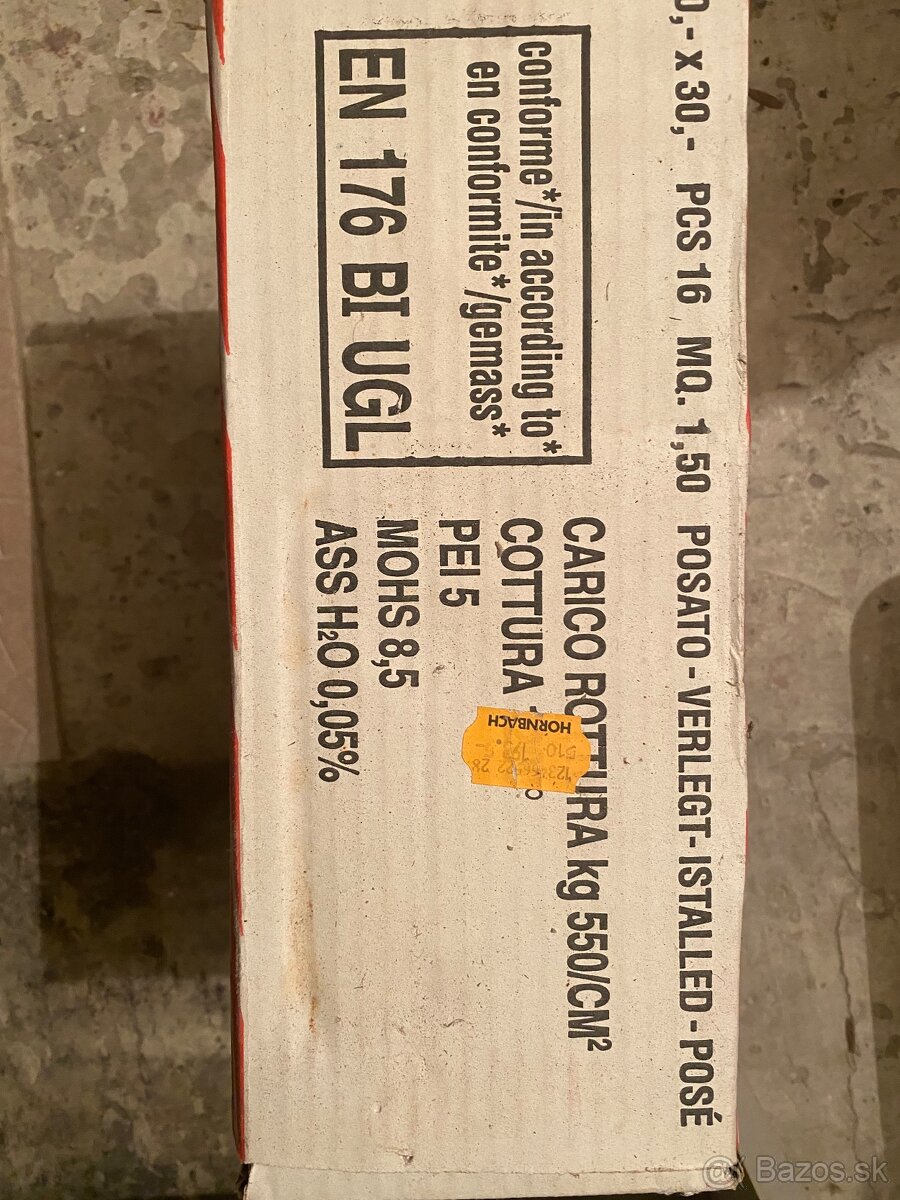 0,- x 30,- PCS 16 MQ. 1,50 POSATO - VERLEGT - ISTALLED - POSÉ
conforme*/in according to*
en conformite*/gemass*
EN 176 BI UGL
CARICO ROTTURA kg 550/CM²
COTTURA
PEI 5
MOHS 8,5
ASS H₂O 0,05%
HORNBACH
Bazos.sk